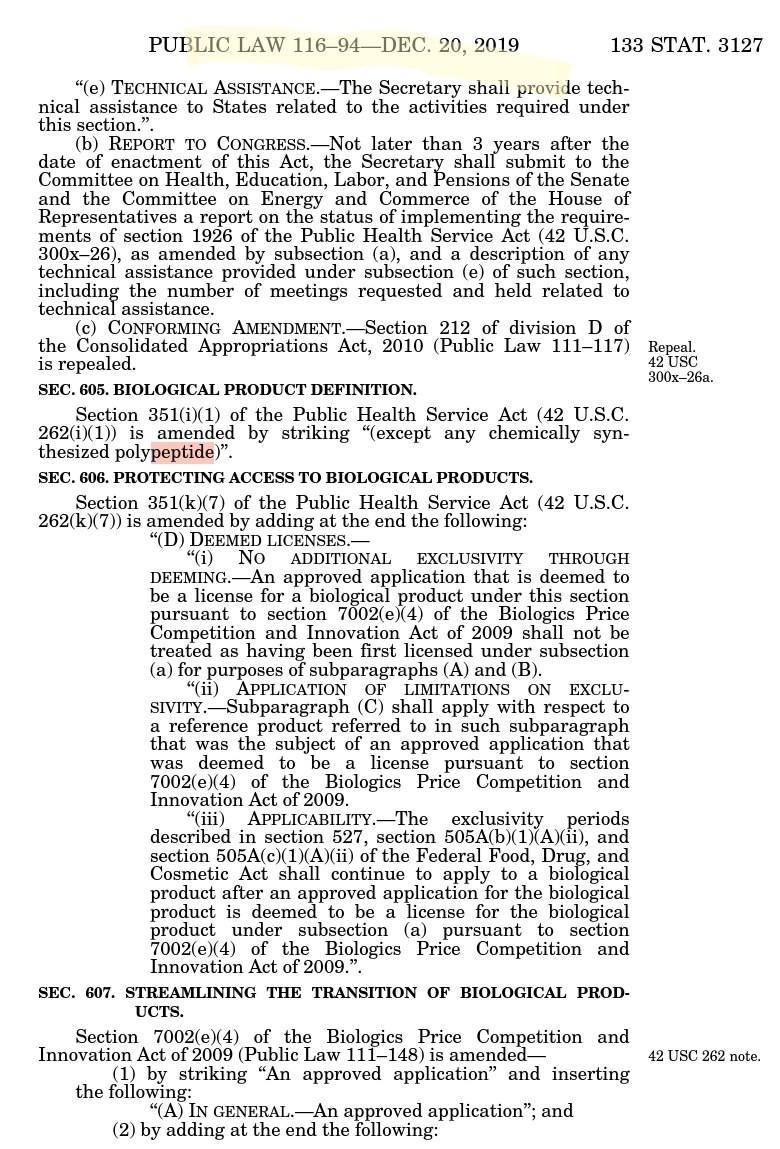 PUBLIC LAW 116–94—DEC. 20, 2019 133 STAT. 3127
“(e) TECHNICAL ASSISTANCE.—The Secretary shall provide tech-
nical assistance to States related to the activities required under
this section.”.
(b) REPORT TO CONGRESS.—Not later than 3 years after the
date of enactment of this Act, the Secretary shall submit to the
Committee on Health, Education, Labor, and Pensions of the Senate
and the Committee on Energy and Commerce of the House of
Representatives a report on the status of implementing the require-
ments of section 1926 of the Public Health Service Act (42 U.S.C.
300x–26), as amended by subsection (a), and a description of any
technical assistance provided under subsection (e) of such section,
including the number of meetings requested and held related to
technical assistance.
(c) CONFORMING AMENDMENT.—Section 212 of division D of
the Consolidated Appropriations Act, 2010 (Public Law 111–117)
is repealed.
Repeal.
42 USC
300x–26a.
SEC. 605. BIOLOGICAL PRODUCT DEFINITION.
Section 351(i)(1) of the Public Health Service Act (42 U.S.C.
262(i)(1)) is amended by striking “(except any chemically syn-
thesized polypeptide)”.
SEC. 606. PROTECTING ACCESS TO BIOLOGICAL PRODUCTS.
Section 351(k)(7) of the Public Health Service Act (42 U.S.C.
262(k)(7)) is amended by adding at the end the following:
“(D) DEEMED LICENSES.—
“(i) NO ADDITIONAL EXCLUSIVITY THROUGH
DEEMING.—An approved application that is deemed to
be a license for a biological product under this section
pursuant to section 7002(e)(4) of the Biologics Price
Competition and Innovation Act of 2009 shall not be
treated as having been first licensed under subsection
(a) for purposes of subparagraphs (A) and (B).
“(ii) APPLICATION OF LIMITATIONS ON EXCLU-
SIVITY.—Subparagraph (C) shall apply with respect to
a reference product referred to in such subparagraph
that was the subject of an approved application that
was deemed to be a license pursuant to section
7002(e)(4) of the Biologics Price Competition and
Innovation Act of 2009.
“(iii) APPLICABILITY.—The exclusivity periods
described in section 527, section 505A(b)(1)(A)(ii), and
section 505A(c)(1)(A)(ii) of the Federal Food, Drug, and
Cosmetic Act shall continue to apply to a biological
product after an approved application for the biological
product is deemed to be a license for the biological
product under subsection (a) pursuant to section
7002(e)(4) of the Biologics Price Competition and
Innovation Act of 2009.”.
SEC. 607. STREAMLINING THE TRANSITION OF BIOLOGICAL PROD-
UCTS.
Section 7002(e)(4) of the Biologics Price Competition and
Innovation Act of 2009 (Public Law 111–148) is amended—
42 USC 262 note.
(1) by striking “An approved application” and inserting
the following:
“(A) IN GENERAL.—An approved application”; and
(2) by adding at the end the following: